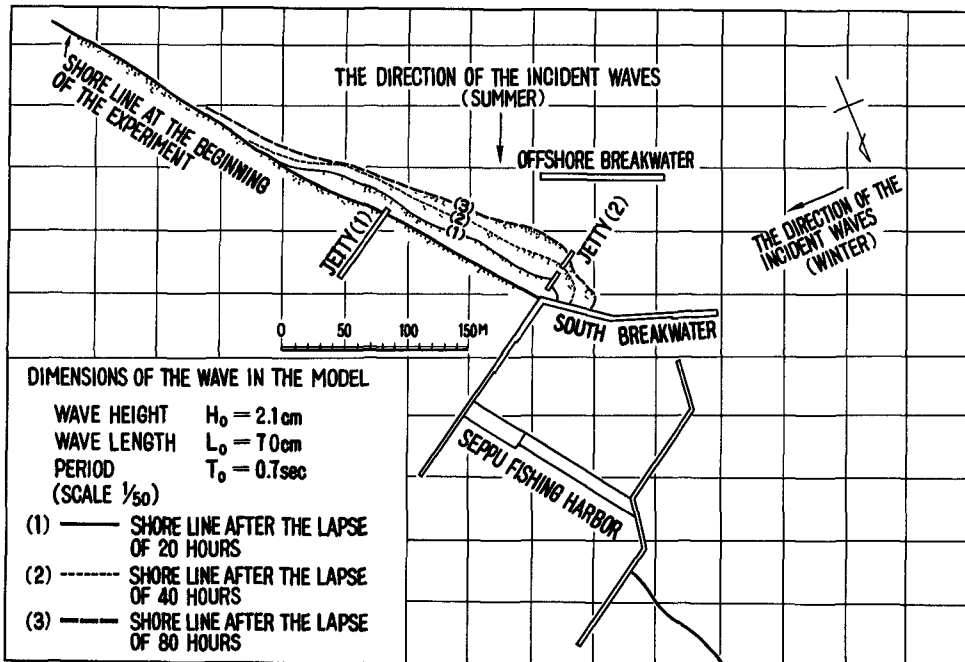 SHORE LINE AT THE BEGINNING
OF THE EXPERIMENT
THE DIRECTION OF THE INCIDENT WAVES
(SUMMER)
OFFSHORE BREAKWATER
THE DIRECTION OF THE
INCIDENT WAVES
(WINTER)
(3)
(2)
(1)
JETTY (1)
JETTY (2)
0 50 100 150M
SOUTH BREAKWATER
SEPPU FISHING HARBOR
DIMENSIONS OF THE WAVE IN THE MODEL
WAVE HEIGHT H₀ = 2.1cm
WAVE LENGTH L₀ = 70cm
PERIOD T₀ = 0.7sec
(SCALE 1/50)
(1) SHORE LINE AFTER THE LAPSE
OF 20 HOURS
(2) SHORE LINE AFTER THE LAPSE
OF 40 HOURS
(3) SHORE LINE AFTER THE LAPSE
OF 80 HOURS